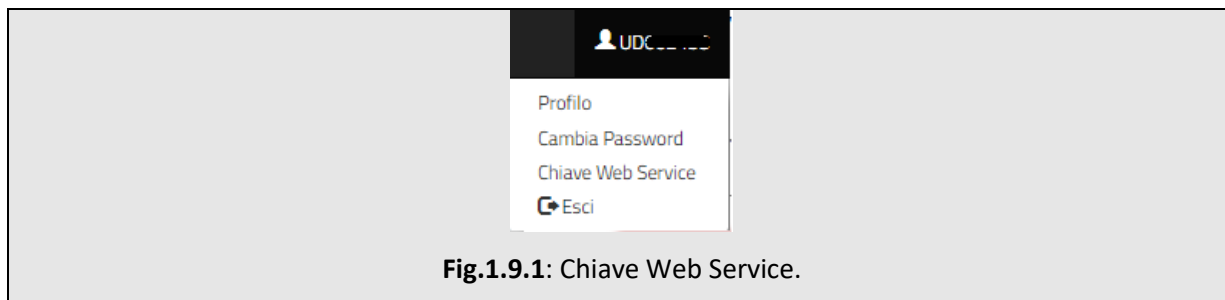 Profilo
Cambia Password
Chiave Web Service
Esci
Fig.1.9.1: Chiave Web Service.